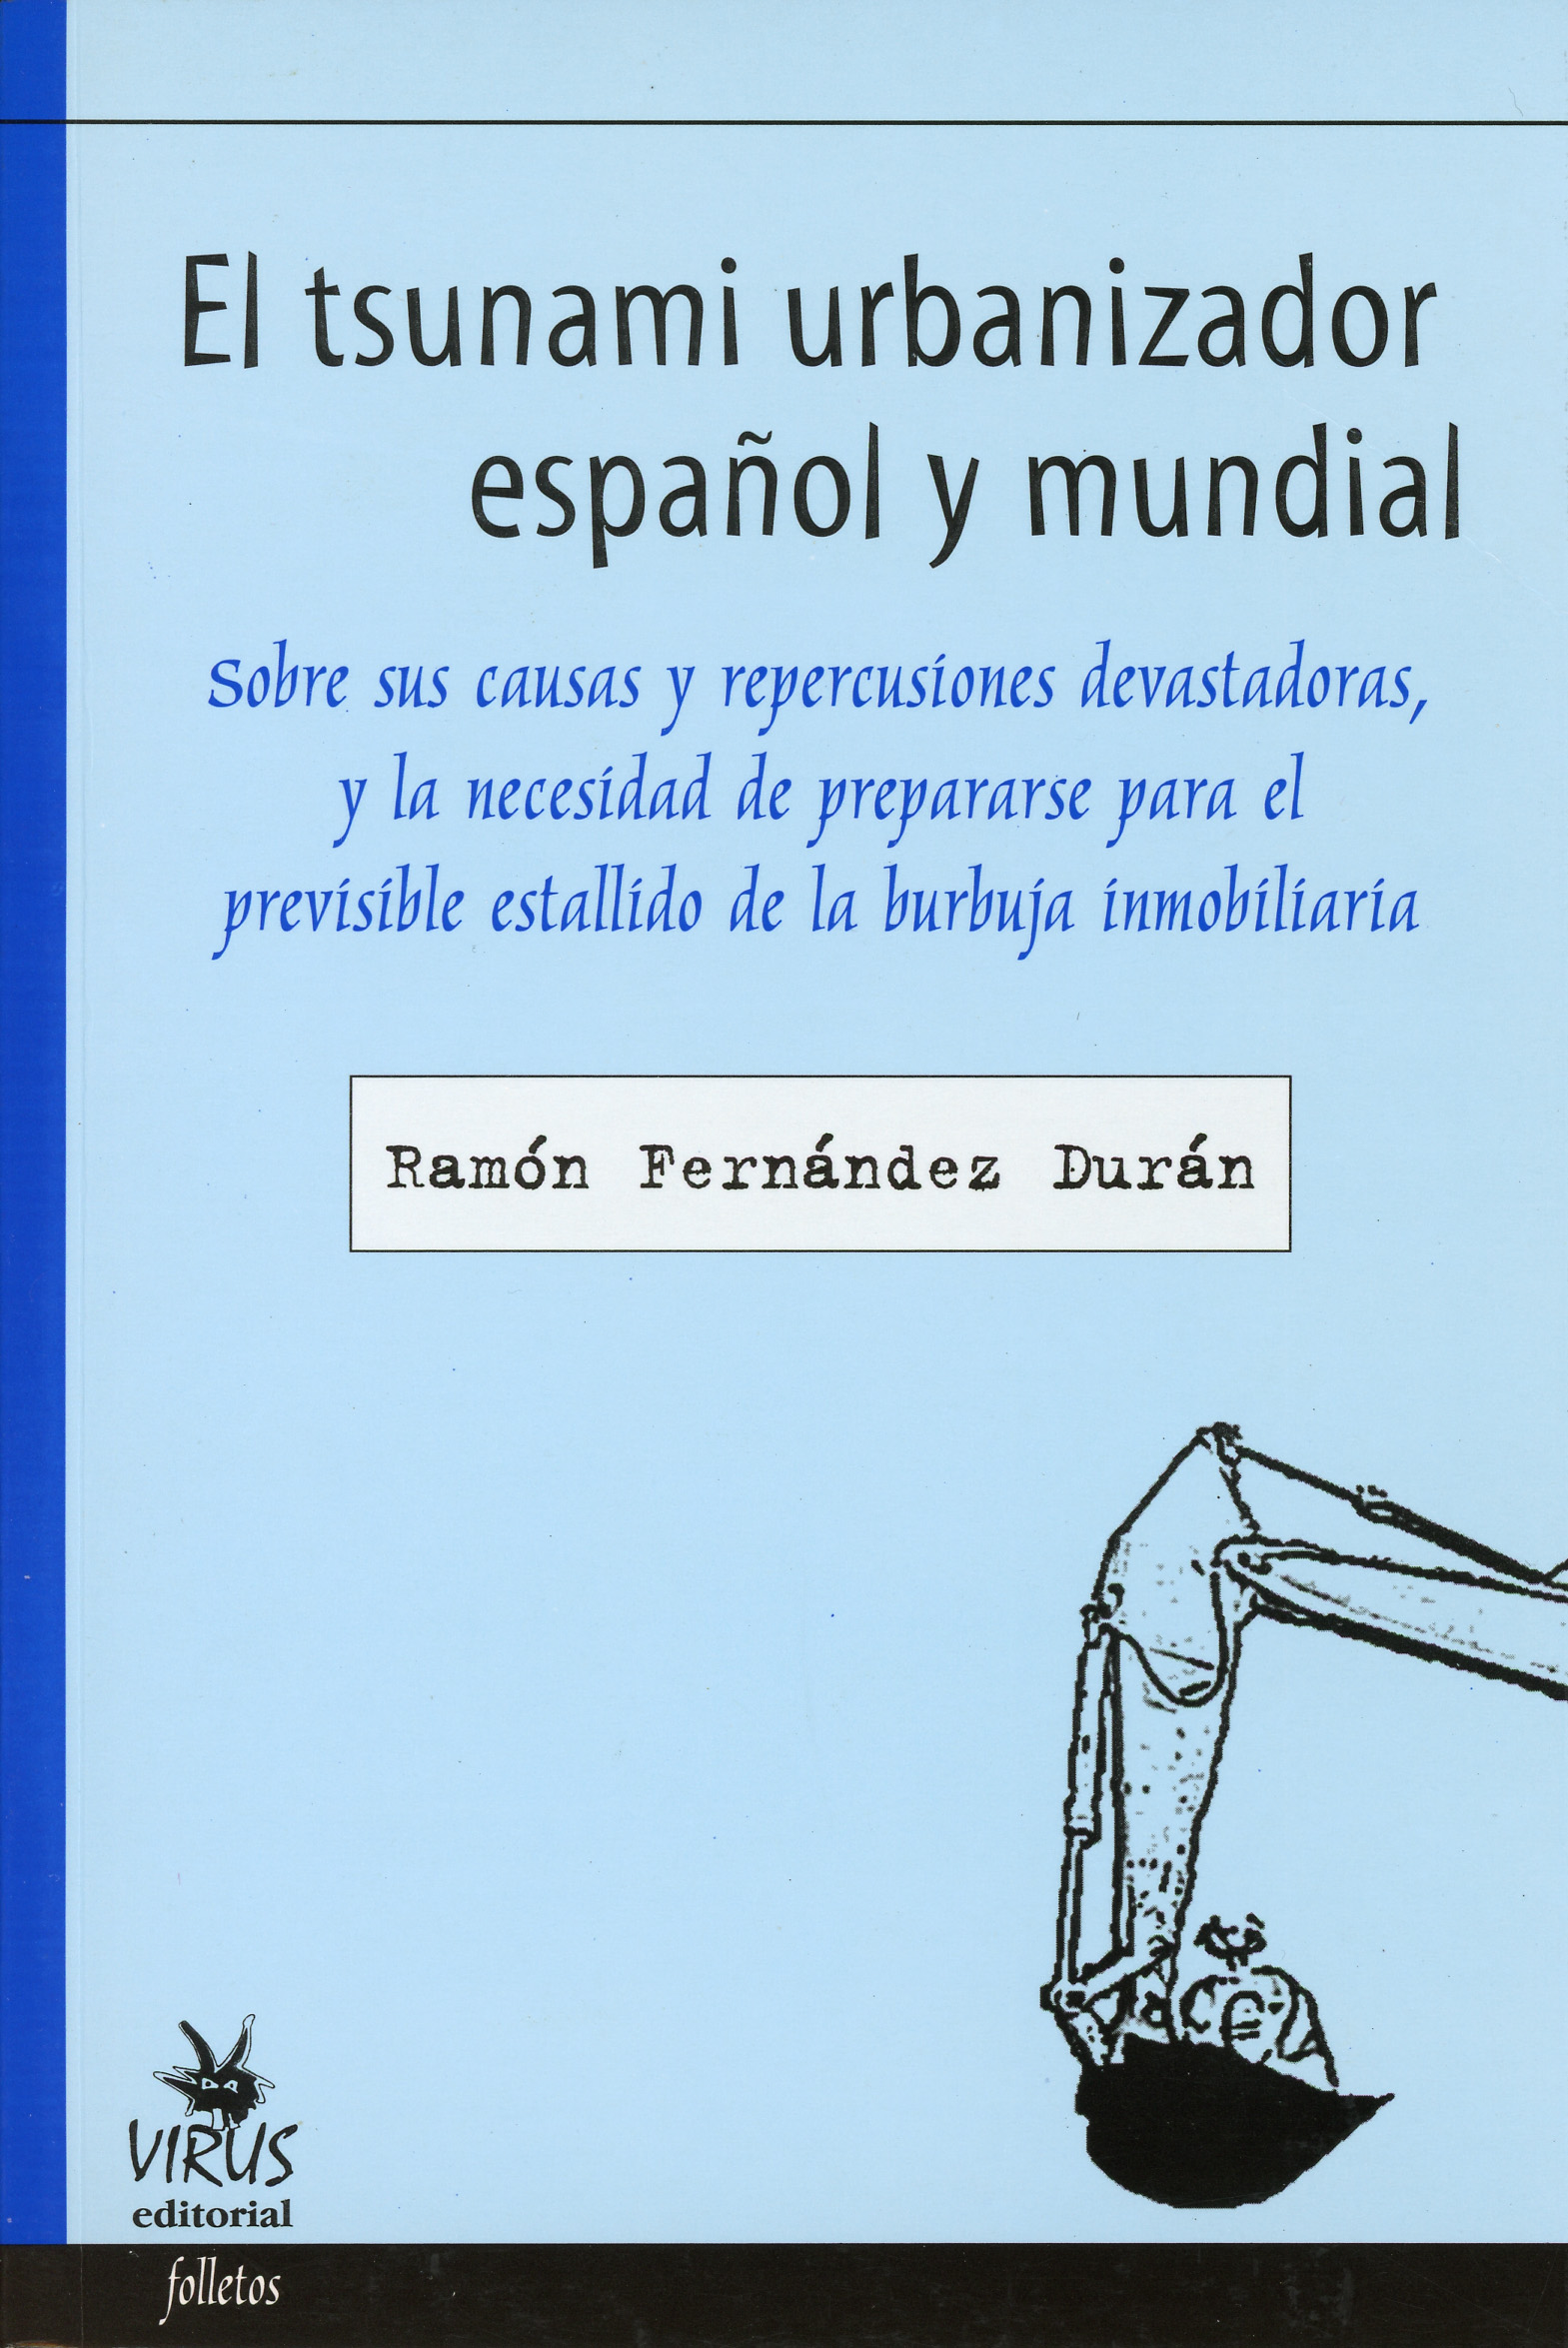 El tsunami urbanizador
español y mundial
Sobre sus causas y repercusiones devastadoras,
y la necesidad de prepararse para el
previsible estallido de la burbuja inmobiliaria
Ramón Fernández Durán
€
VIRUS
editorial
folletos